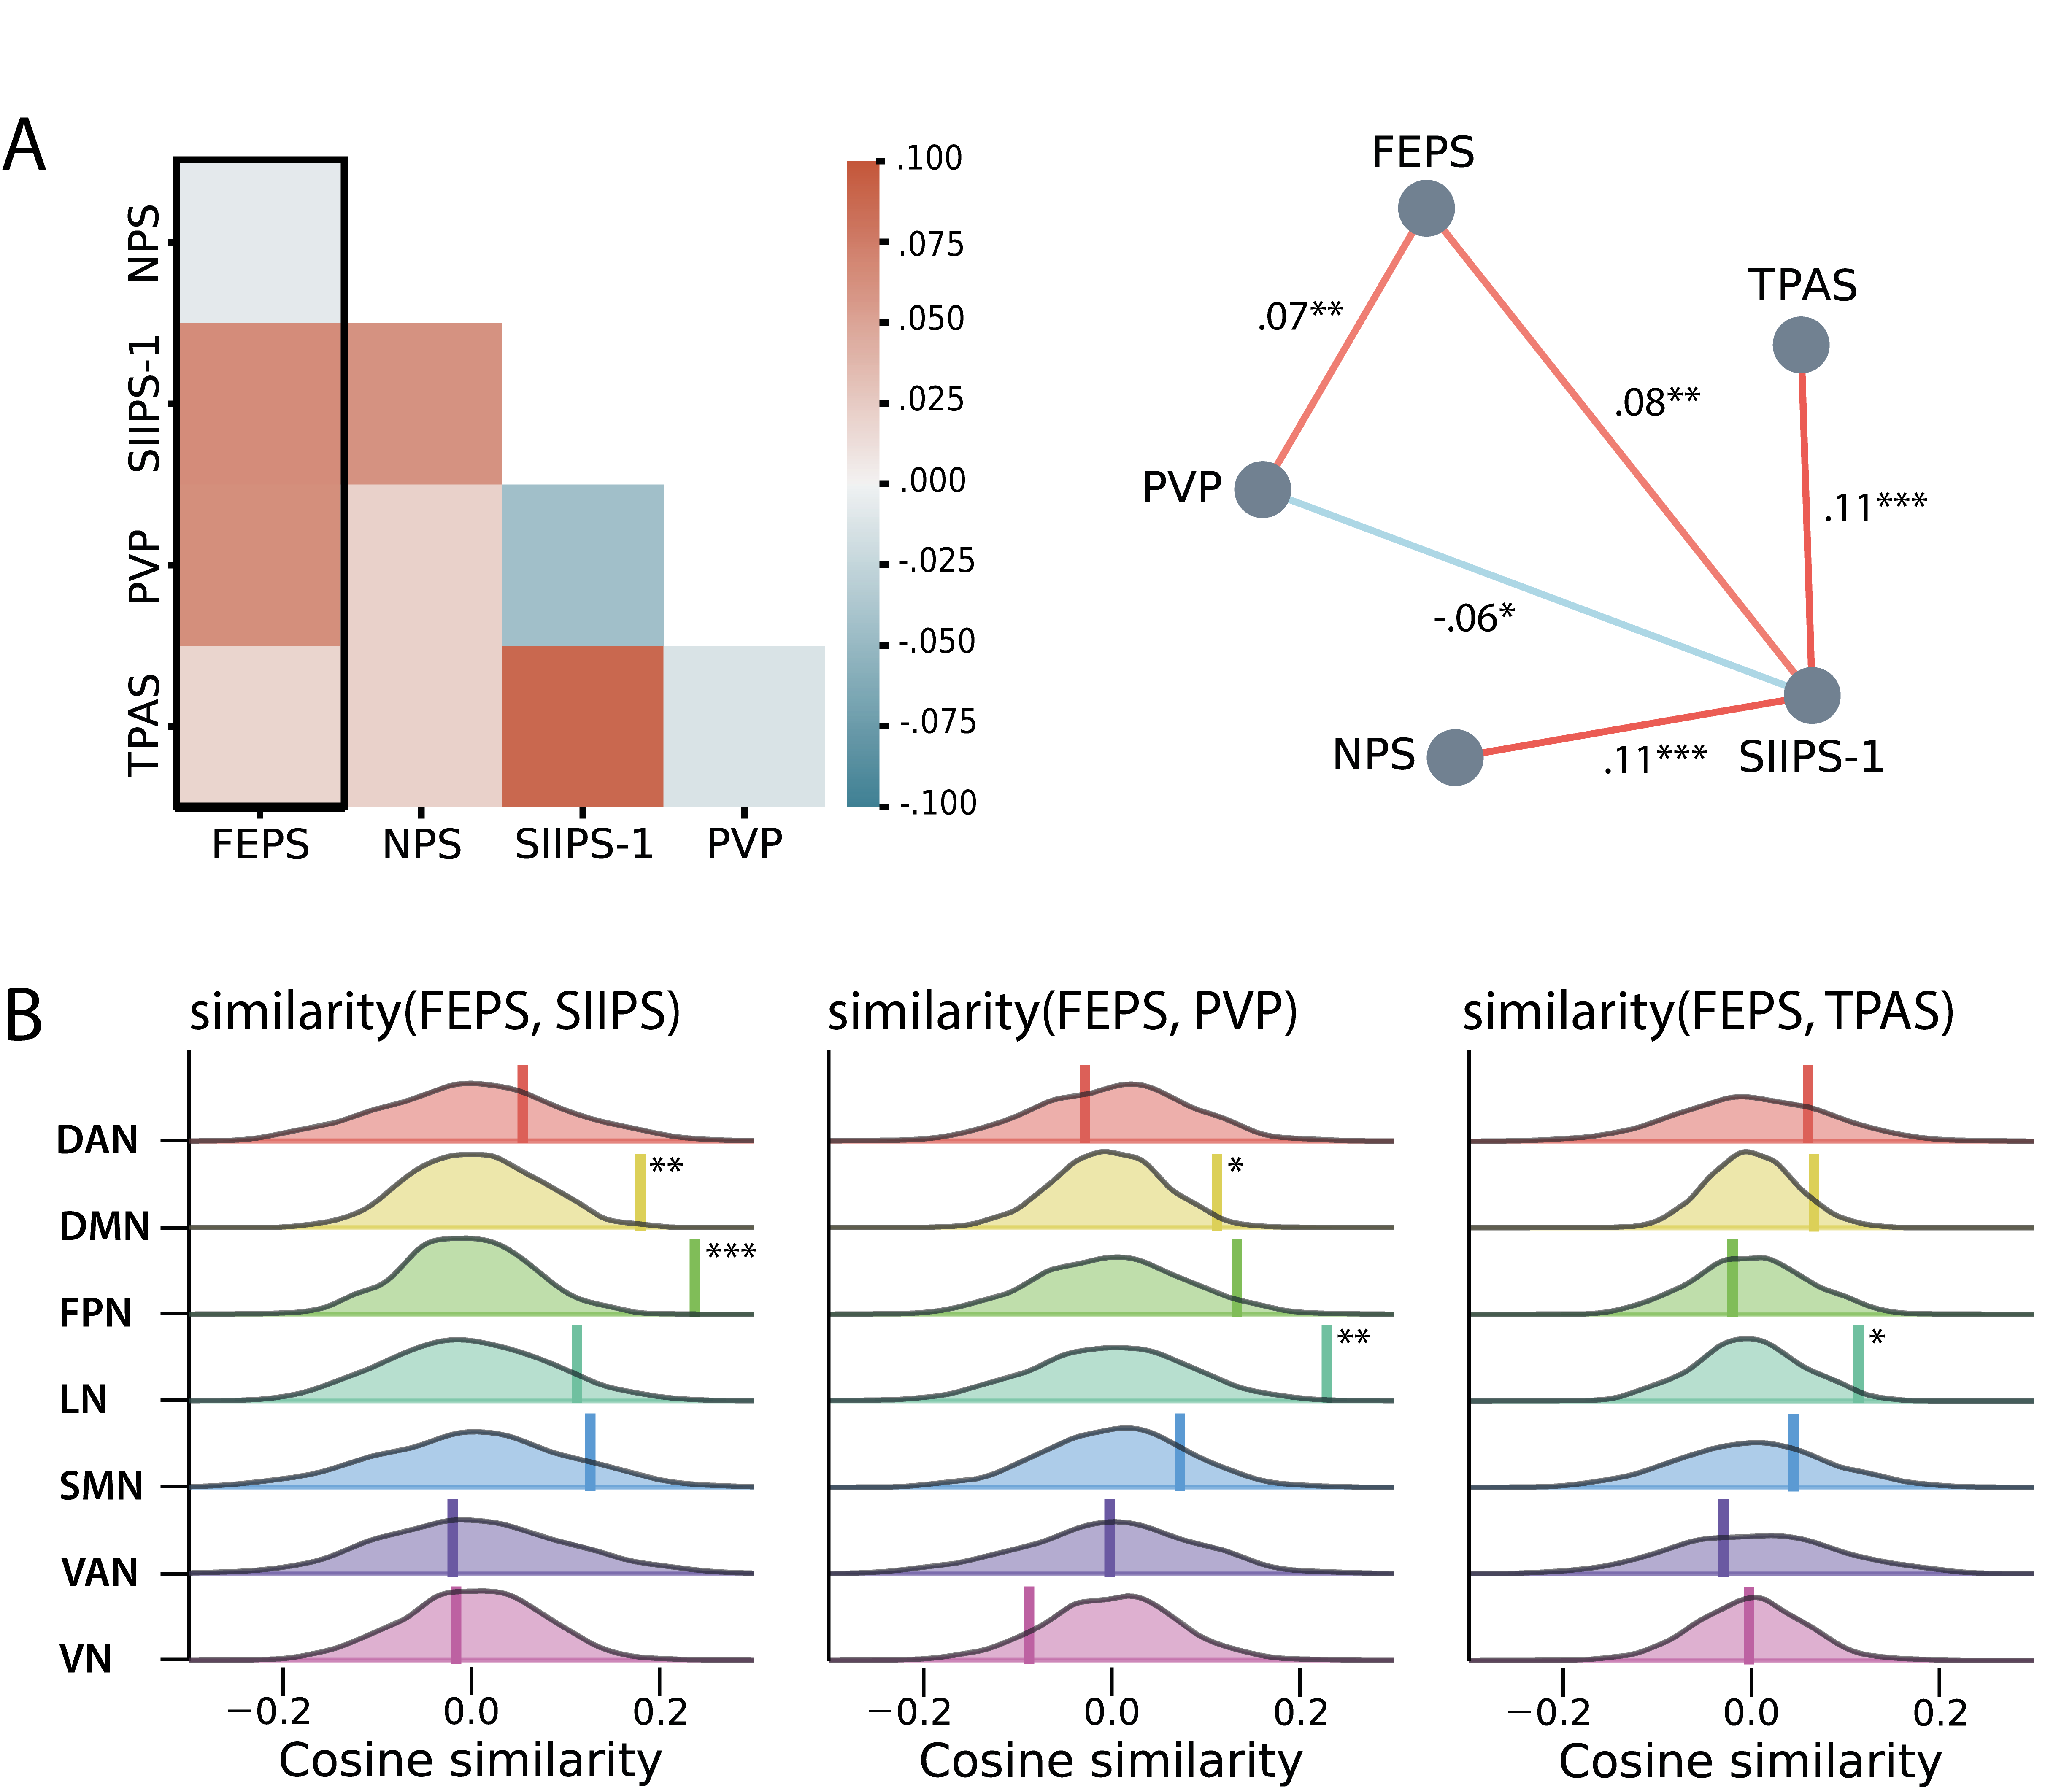 A
NPS
SIIPS-1
PVP
TPAS
FEPS
NPS
SIIPS-1
PVP
.100
.075
.050
.025
.000
-.025
-.050
-.075
-.100
FEPS
TPAS
.07**
.08**
PVP
.11***
-.06*
NPS
.11***
SIIPS-1
B
similarity(FEPS, SIIPS)
similarity(FEPS, PVP)
similarity(FEPS, TPAS)
DAN
DMN
** * 
FPN
***
LN
** *
SMN
VAN
VN
−0.2 0.0 0.2
−0.2 0.0 0.2
−0.2 0.0 0.2
Cosine similarity
Cosine similarity
Cosine similarity